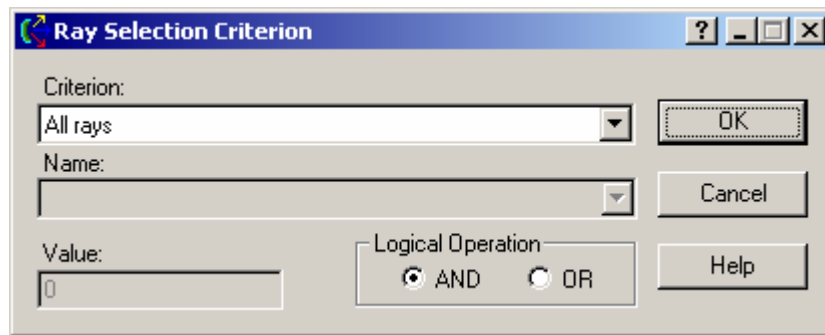 Ray Selection Criterion
Criterion:
All rays
OK
Name:
Cancel
Value:
0
Logical Operation
AND OR
Help